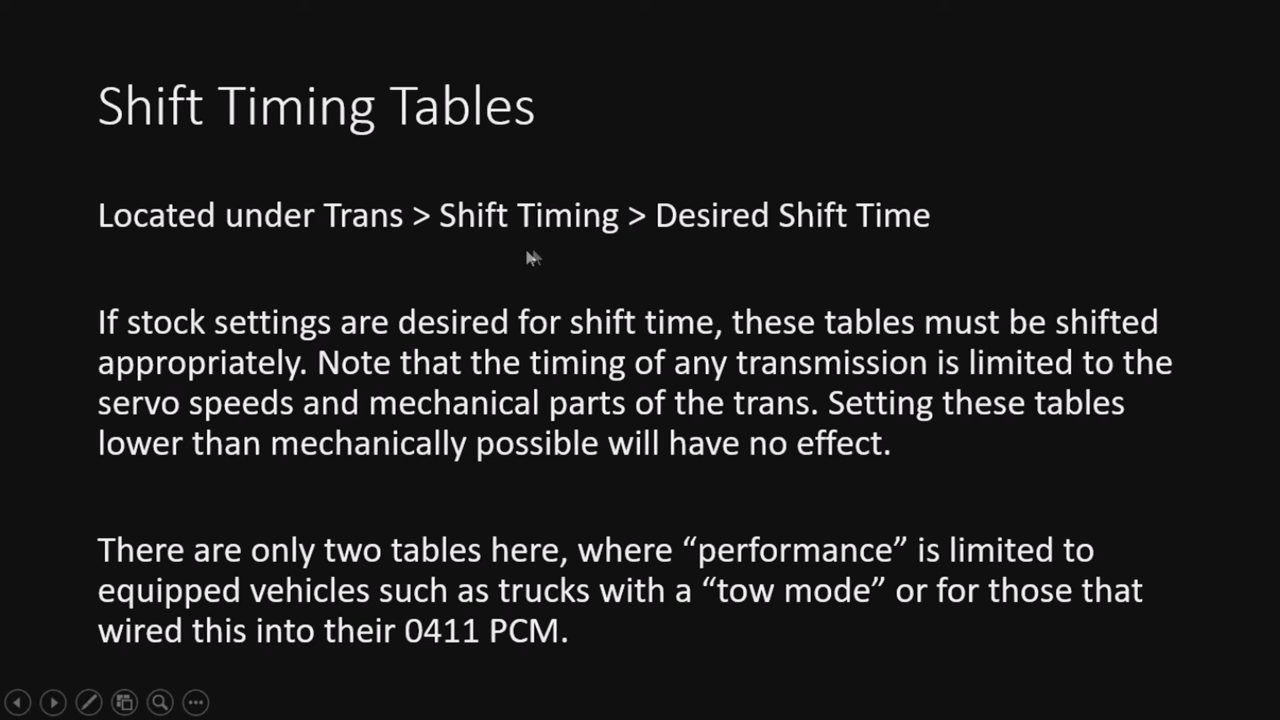 Shift Timing Tables
Located under Trans > Shift Timing > Desired Shift Time
If stock settings are desired for shift time, these tables must be shifted
appropriately. Note that the timing of any transmission is limited to the
servo speeds and mechanical parts of the trans. Setting these tables
lower than mechanically possible will have no effect.
There are only two tables here, where “performance” is limited to
equipped vehicles such as trucks with a “tow mode” or for those that
wired this into their 0411 PCM.